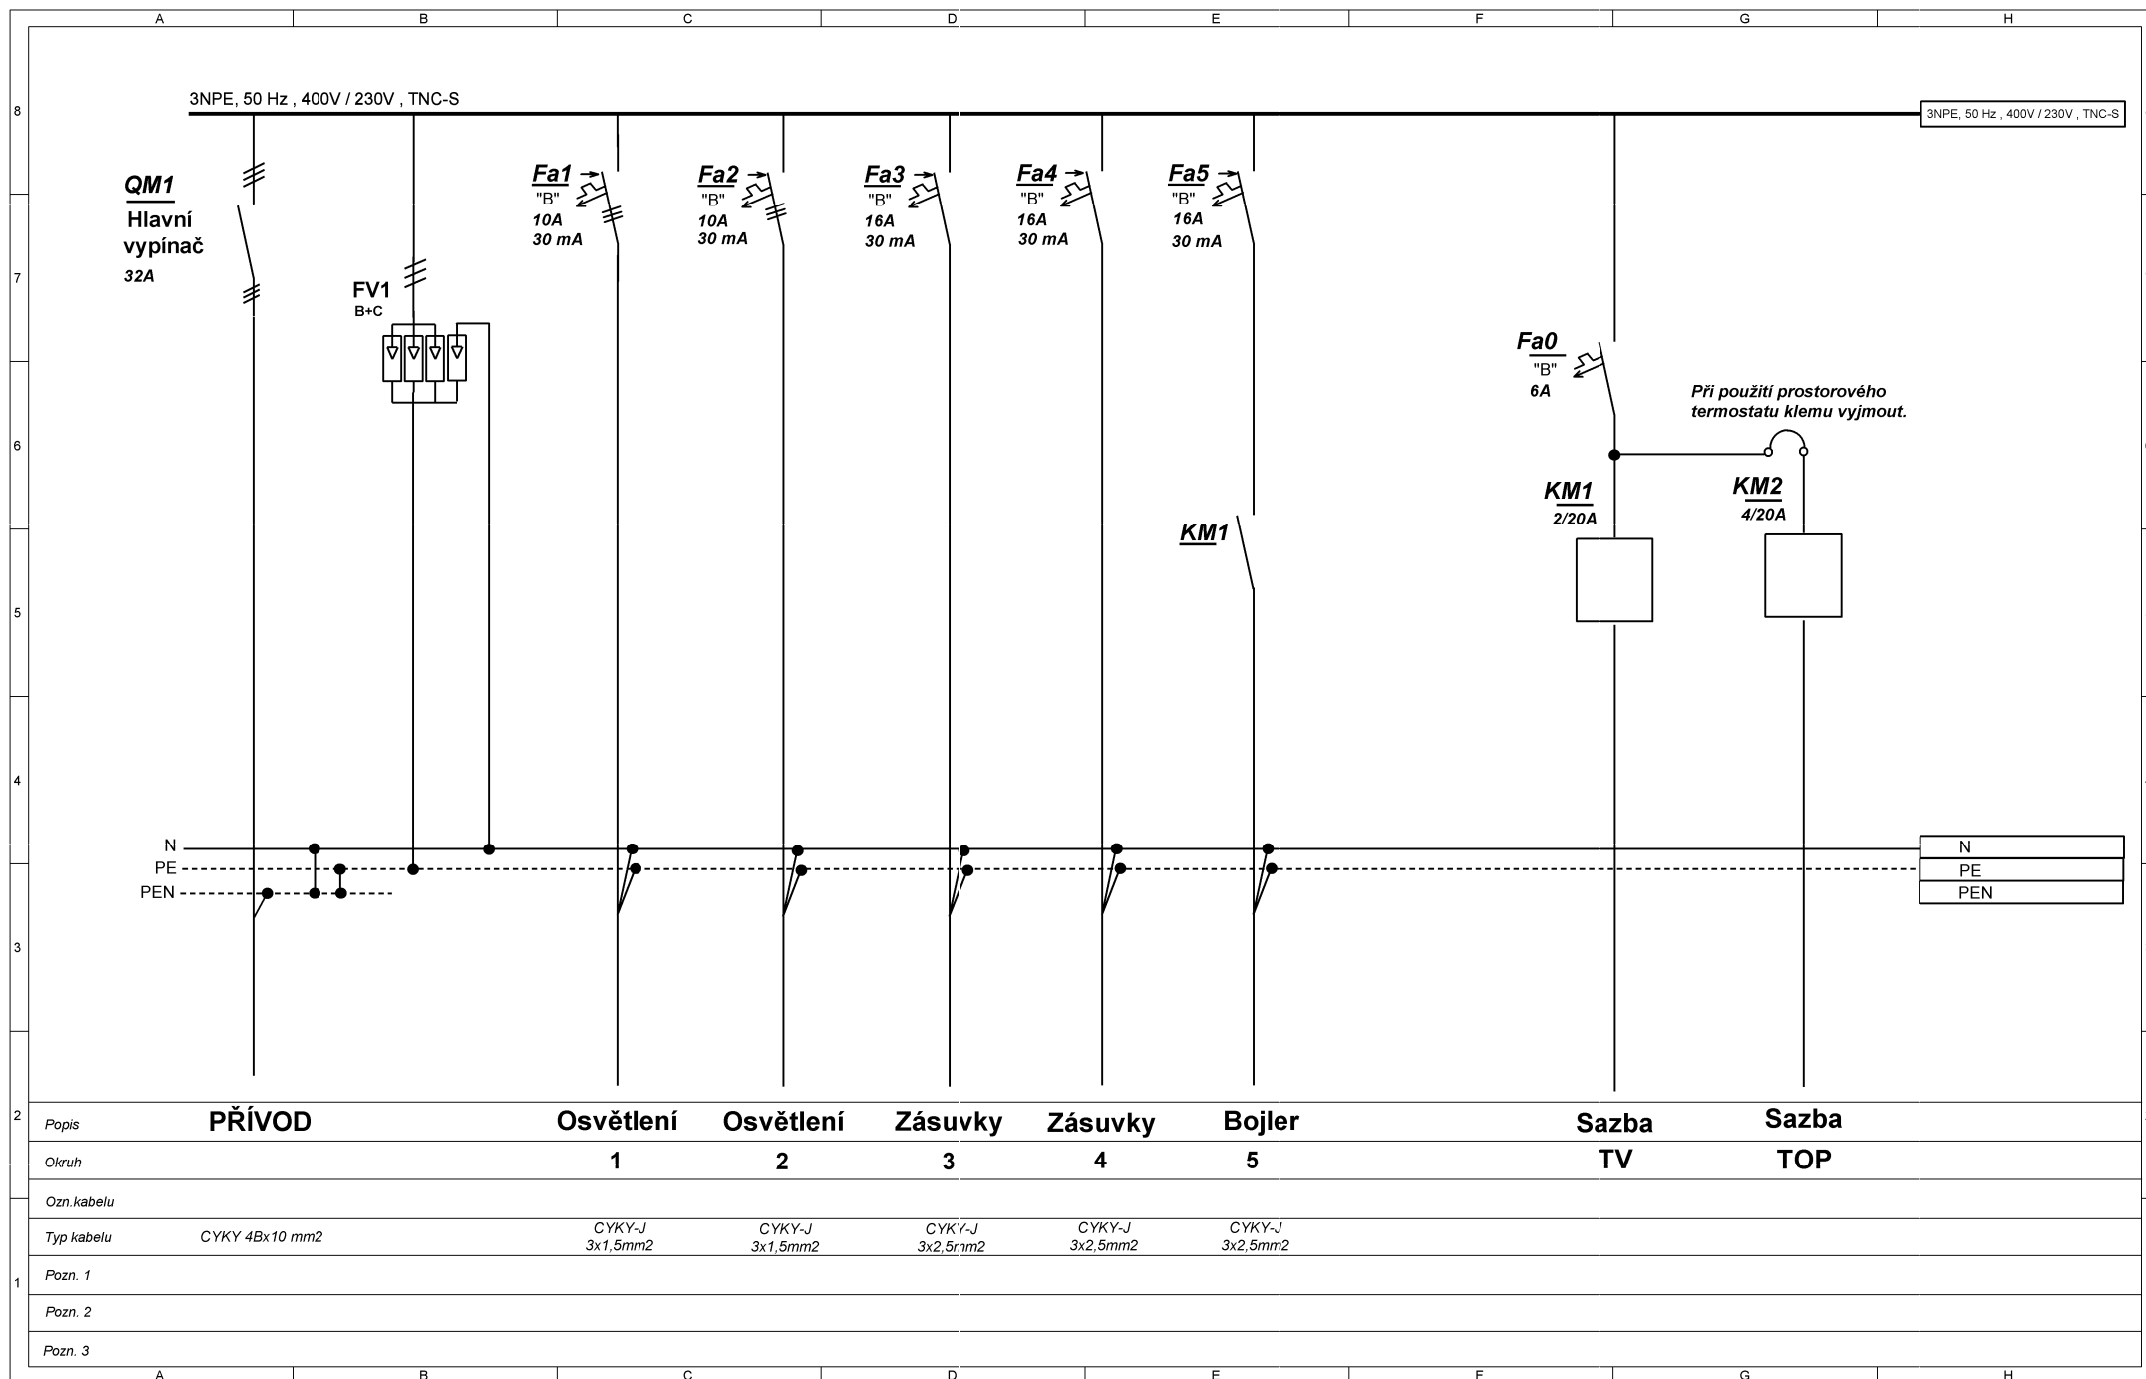 A B C D E F G H
3NPE, 50 Hz , 400V / 230V , TNC-S
8
3NPE, 50 Hz , 400V / 230V , TNC-S
QM1
Hlavní
vypínač
32A
Fa1
"B"
10A
30 mA
Fa2
"B"
10A
30 mA
Fa3
"B"
16A
30 mA
Fa4
"B"
16A
30 mA
Fa5
"B"
16A
30 mA
7
FV1
B+C
Fa0
"B"
6A
Při použití prostorového
termostatu klemu vyjmout.
6
KM1
2/20A
KM2
4/20A
KM1
5
4
N
PE
PEN
N
PE
PEN
3
2
Popis PŘÍVOD Osvětlení Osvětlení Zásuvky Zásuvky Bojler Sazba Sazba
Okruh 1 2 3 4 5 TV TOP
Ozn.kabelu
Typ kabelu CYKY 4Bx10 mm2
CYKY-J
3x1,5mm2
CYKY-J
3x1,5mm2
CYKY-J
3x2,5mm2
CYKY-J
3x2,5mm2
CYKY-J
3x2,5mm2
1
Pozn. 1
Pozn. 2
Pozn. 3
A B C D E F G H